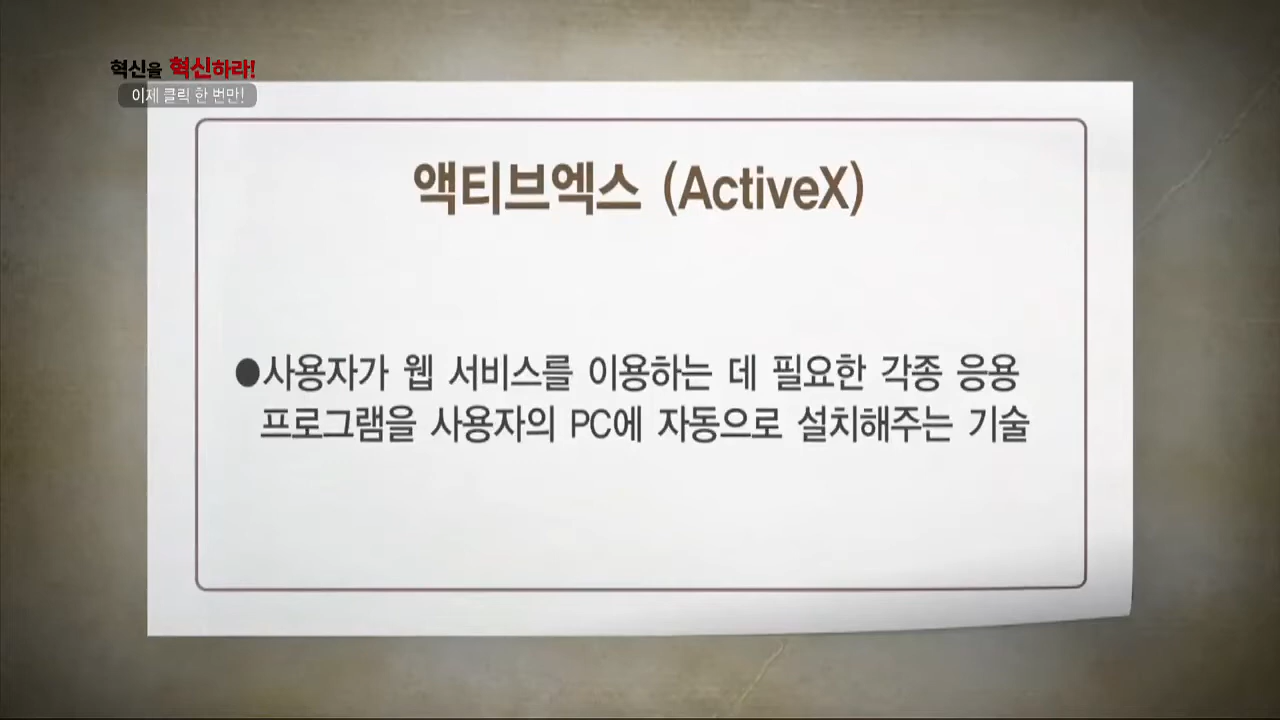 혁신을 혁신하라!
이제 클릭 한 번만!
액티브엑스 (ActiveX)
●사용자가 웹 서비스를 이용하는 데 필요한 각종 응용
프로그램을 사용자의 PC에 자동으로 설치해주는 기술